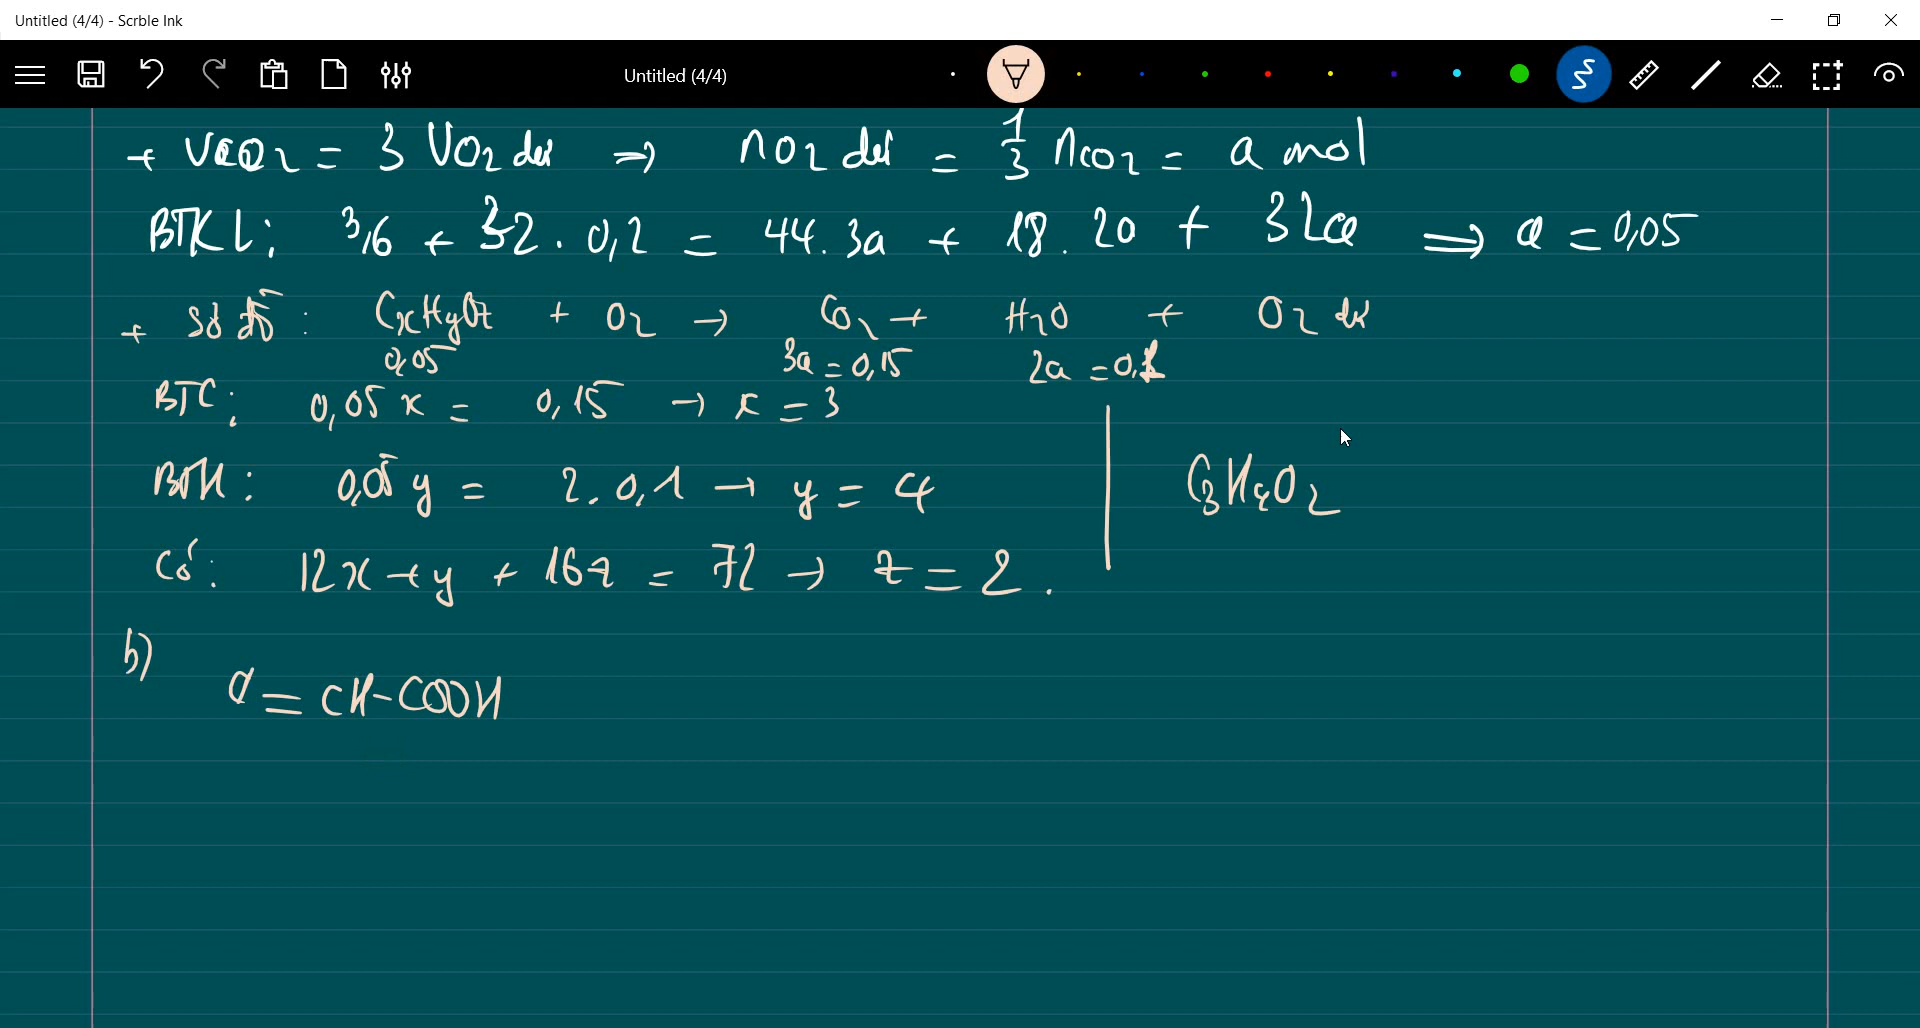 Untitled (4/4) - Scrble Ink
Untitled (4/4)
+ VCO2 = 3 VO2 dư ⇒ nO2 dư = 1/3 nCO2 = a mol
BTKL: 3,6 + 32 . 0,2 = 44.3a + 18.2a + 32a ⟹ a = 0,05
+ Sơ đồ: CxHyOz + O2 → CO2 + H2O + O2 dư
0,05 3a = 0,15 2a = 0,1
BTC: 0,05 x = 0,15 → x = 3
BTH: 0,05 y = 2. 0,1 → y = 4
C3H4O2
Có: 12x + y + 16z = 72 → z = 2.
b)
C = CH-COOH